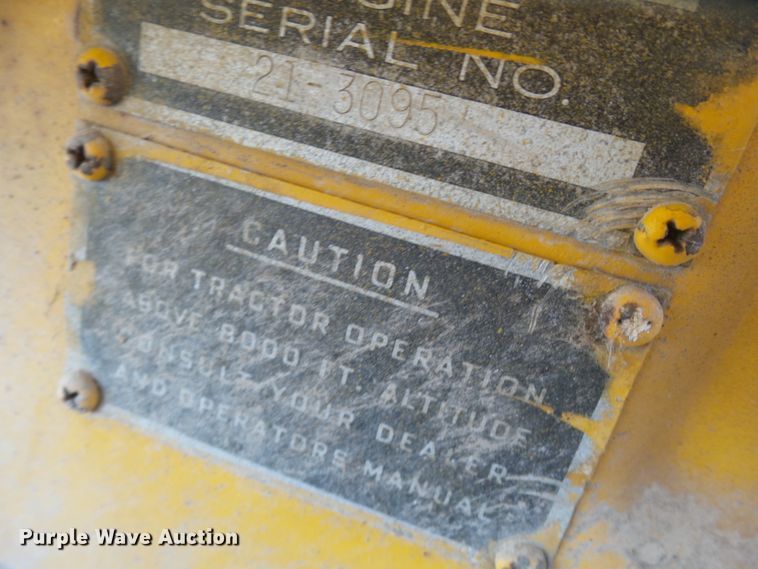 ENGINE
SERIAL NO.
21-3095
CAUTION
FOR TRACTOR OPERATION
ABOVE 8000 FT. ALTITUDE
CONSULT YOUR DEALER
AND OPERATORS MANUAL
Purple Wave Auction